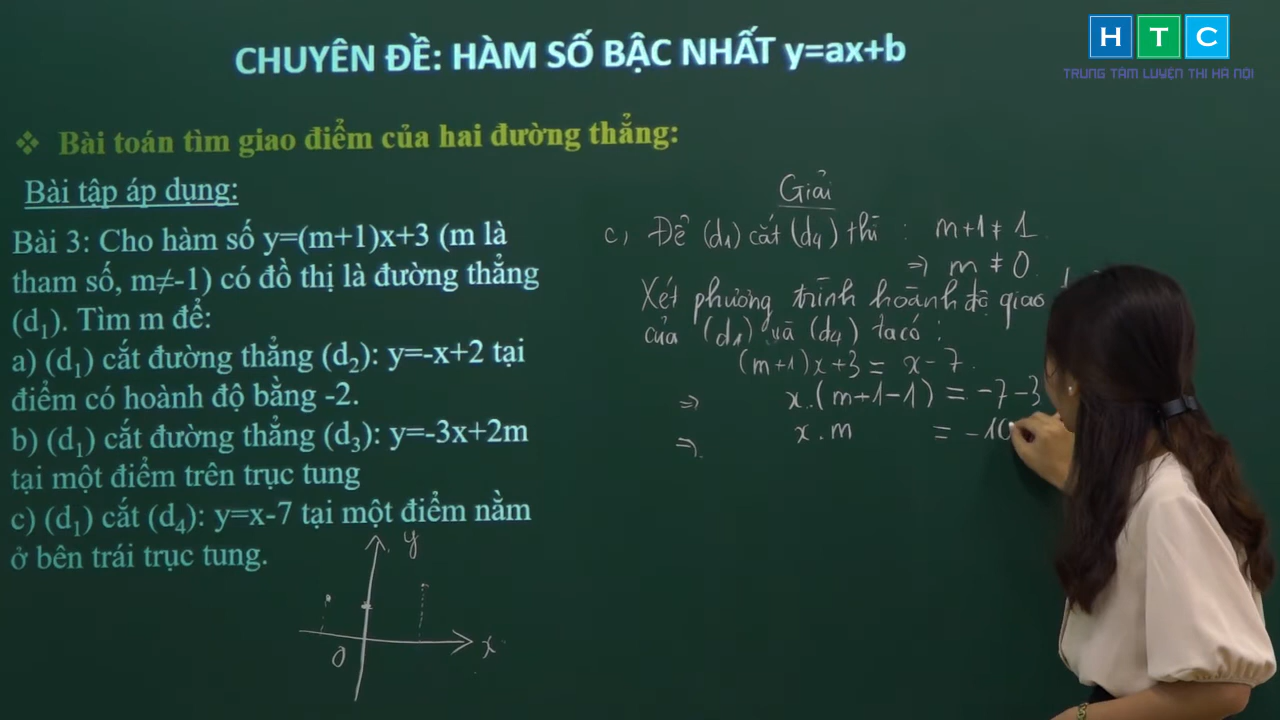 H T C
TRUNG TÂM LUYỆN THI HÀ NỘI
CHUYÊN ĐỀ: HÀM SỐ BẬC NHẤT y=ax+b
❖ Bài toán tìm giao điểm của hai đường thẳng:
Bài tập áp dụng:
Bài 3: Cho hàm số y=(m+1)x+3 (m là
tham số, m≠-1) có đồ thị là đường thẳng
(d₁). Tìm m để:
a) (d₁) cắt đường thẳng (d₂): y=-x+2 tại
điểm có hoành độ bằng -2.
b) (d₁) cắt đường thẳng (d₃): y=-3x+2m
tại một điểm trên trục tung
c) (d₁) cắt (d₄): y=x-7 tại một điểm nằm
ở bên trái trục tung.
y
x
O
Giải
c, Để (d₁) cắt (d₄) thì : m+1 ≠ 1
⇒ m ≠ 0
Xét phương trình hoành độ giao
của (d₁) và (d₄) ta có :
(m+1)x+3 = x-7.
⇒ x.(m+1-1) = -7-3
⇒ x.m = -10